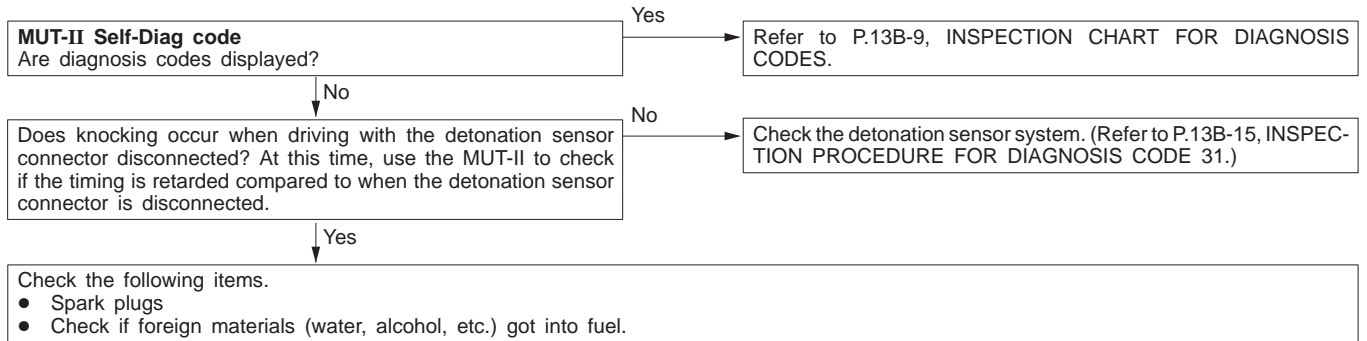 Yes
MUT-II Self-Diag code
Are diagnosis codes displayed?
Refer to P.13B-9, INSPECTION CHART FOR DIAGNOSIS
CODES.
No
Does knocking occur when driving with the detonation sensor
connector disconnected? At this time, use the MUT-II to check
if the timing is retarded compared to when the detonation sensor
connector is disconnected.
No
Check the detonation sensor system. (Refer to P.13B-15, INSPEC-
TION PROCEDURE FOR DIAGNOSIS CODE 31.)
Yes
Check the following items.
● Spark plugs
● Check if foreign materials (water, alcohol, etc.) got into fuel.